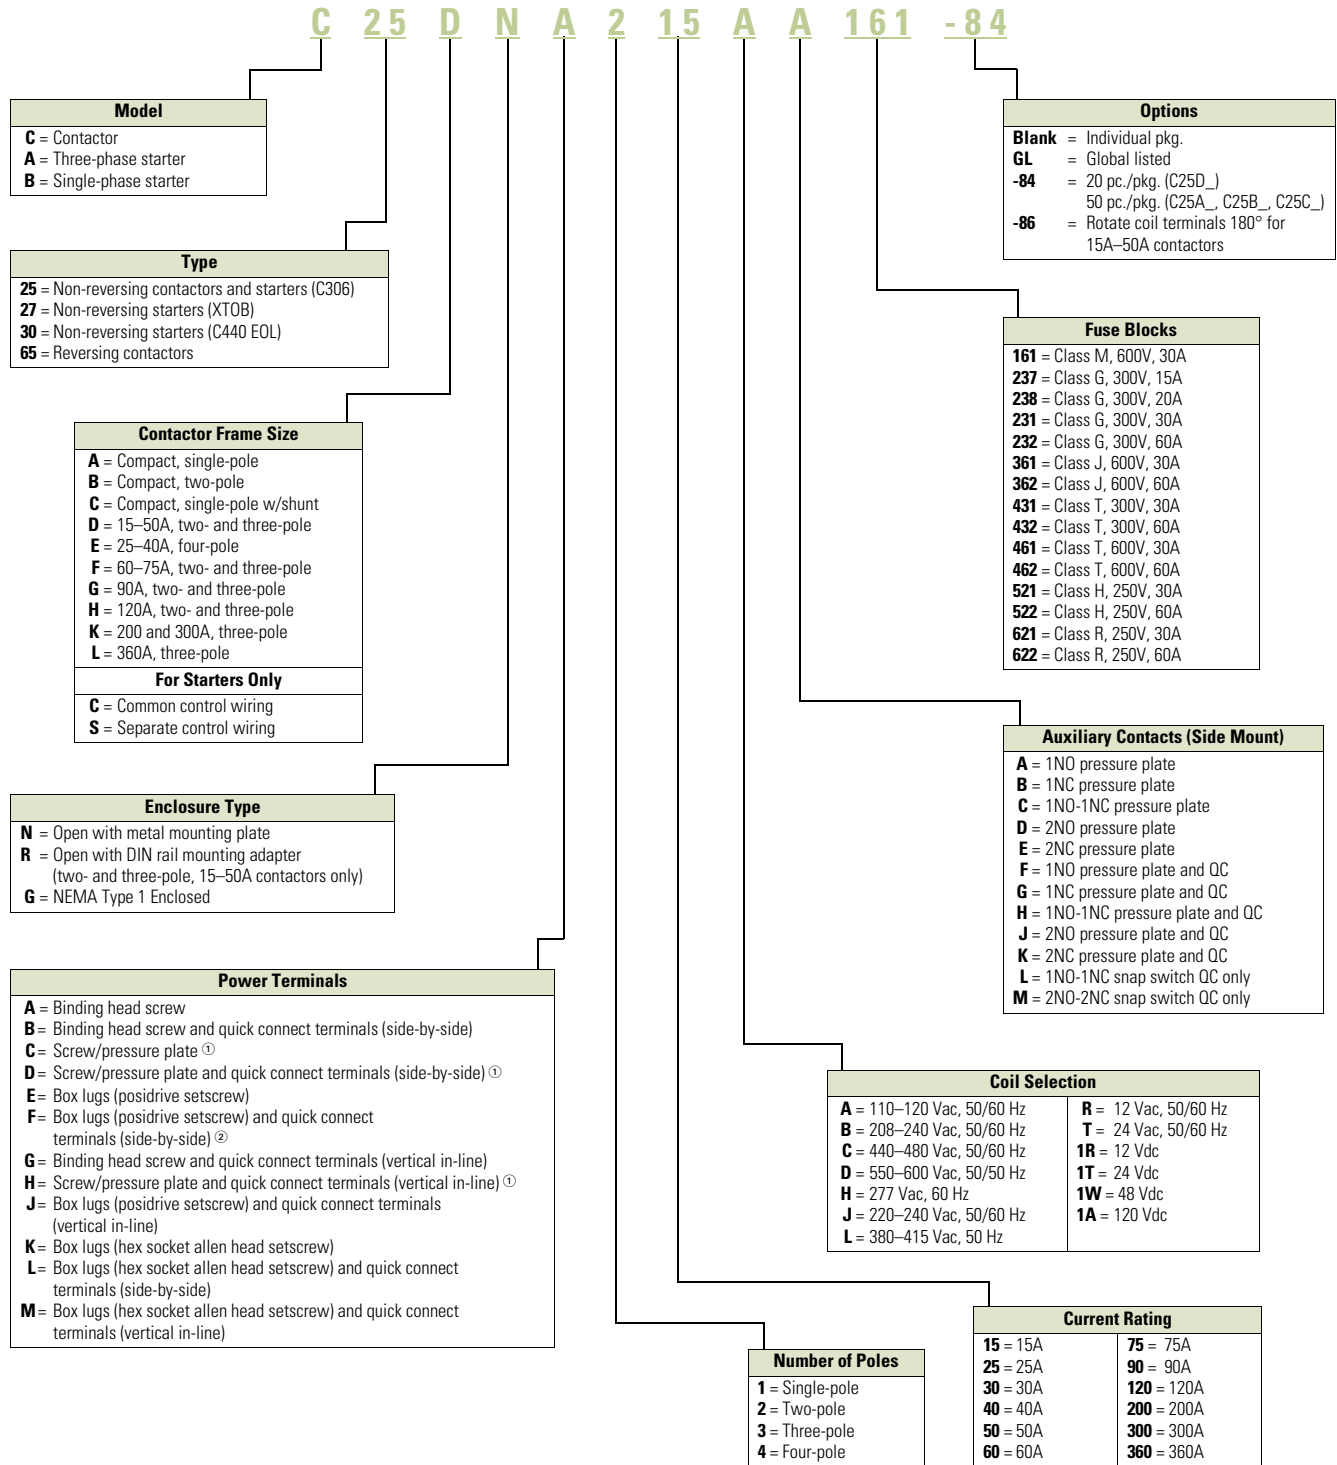 C 25 D N A 2 15 A A 161 -84
Model
C = Contactor
A = Three-phase starter
B = Single-phase starter
Type
25 = Non-reversing contactors and starters (C306)
27 = Non-reversing starters (XTOB)
30 = Non-reversing starters (C440 EOL)
65 = Reversing contactors
Contactor Frame Size
A = Compact, single-pole
B = Compact, two-pole
C = Compact, single-pole w/shunt
D = 15–50A, two- and three-pole
E = 25–40A, four-pole
F = 60–75A, two- and three-pole
G = 90A, two- and three-pole
H = 120A, two- and three-pole
K = 200 and 300A, three-pole
L = 360A, three-pole
For Starters Only
C = Common control wiring
S = Separate control wiring
Enclosure Type
N = Open with metal mounting plate
R = Open with DIN rail mounting adapter
(two- and three-pole, 15–50A contactors only)
G = NEMA Type 1 Enclosed
Power Terminals
A = Binding head screw
B = Binding head screw and quick connect terminals (side-by-side)
C = Screw/pressure plate ①
D = Screw/pressure plate and quick connect terminals (side-by-side) ①
E = Box lugs (posidrive setscrew)
F = Box lugs (posidrive setscrew) and quick connect
terminals (side-by-side) ②
G = Binding head screw and quick connect terminals (vertical in-line)
H = Screw/pressure plate and quick connect terminals (vertical in-line) ①
J = Box lugs (posidrive setscrew) and quick connect terminals
(vertical in-line)
K = Box lugs (hex socket allen head setscrew)
L = Box lugs (hex socket allen head setscrew) and quick connect
terminals (side-by-side)
M = Box lugs (hex socket allen head setscrew) and quick connect
terminals (vertical in-line)
Options
Blank = Individual pkg.
GL = Global listed
-84 = 20 pc./pkg. (C25D_)
50 pc./pkg. (C25A_, C25B_, C25C_)
-86 = Rotate coil terminals 180° for
15A–50A contactors
Fuse Blocks
161 = Class M, 600V, 30A
237 = Class G, 300V, 15A
238 = Class G, 300V, 20A
231 = Class G, 300V, 30A
232 = Class G, 300V, 60A
361 = Class J, 600V, 30A
362 = Class J, 600V, 60A
431 = Class T, 300V, 30A
432 = Class T, 300V, 60A
461 = Class T, 600V, 30A
462 = Class T, 600V, 60A
521 = Class H, 250V, 30A
522 = Class H, 250V, 60A
621 = Class R, 250V, 30A
622 = Class R, 250V, 60A
Auxiliary Contacts (Side Mount)
A = 1NO pressure plate
B = 1NC pressure plate
C = 1NO-1NC pressure plate
D = 2NO pressure plate
E = 2NC pressure plate
F = 1NO pressure plate and QC
G = 1NC pressure plate and QC
H = 1NO-1NC pressure plate and QC
J = 2NO pressure plate and QC
K = 2NC pressure plate and QC
L = 1NO-1NC snap switch QC only
M = 2NO-2NC snap switch QC only
Coil Selection
A = 110–120 Vac, 50/60 Hz
B = 208–240 Vac, 50/60 Hz
C = 440–480 Vac, 50/60 Hz
D = 550–600 Vac, 50/50 Hz
H = 277 Vac, 60 Hz
J = 220–240 Vac, 50/60 Hz
L = 380–415 Vac, 50 Hz
R = 12 Vac, 50/60 Hz
T = 24 Vac, 50/60 Hz
1R = 12 Vdc
1T = 24 Vdc
1W = 48 Vdc
1A = 120 Vdc
Number of Poles
1 = Single-pole
2 = Two-pole
3 = Three-pole
4 = Four-pole
Current Rating
15 = 15A
25 = 25A
30 = 30A
40 = 40A
50 = 50A
60 = 60A
75 = 75A
90 = 90A
120 = 120A
200 = 200A
300 = 300A
360 = 360A